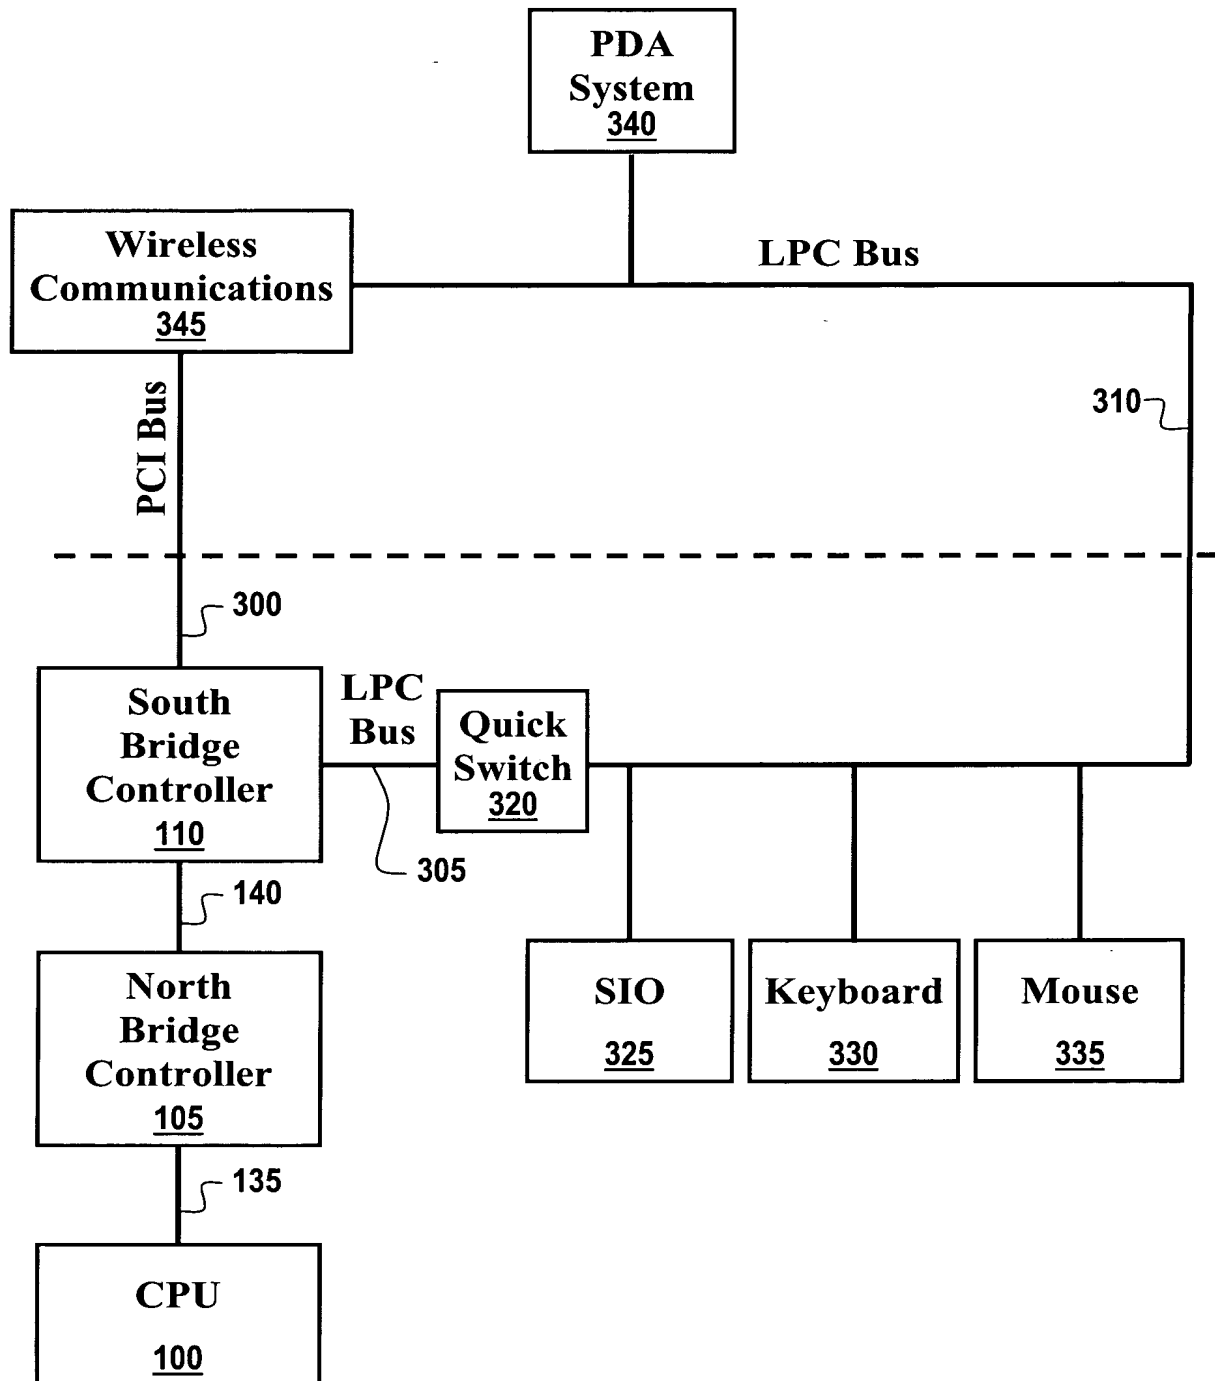 PDA
System
340
Wireless
Communications
345
LPC Bus
PCI Bus
310
300
South
Bridge
Controller
110
LPC
Bus
Quick
Switch
320
305
140
North
Bridge
Controller
105
SIO
325
Keyboard
330
Mouse
335
135
CPU
100